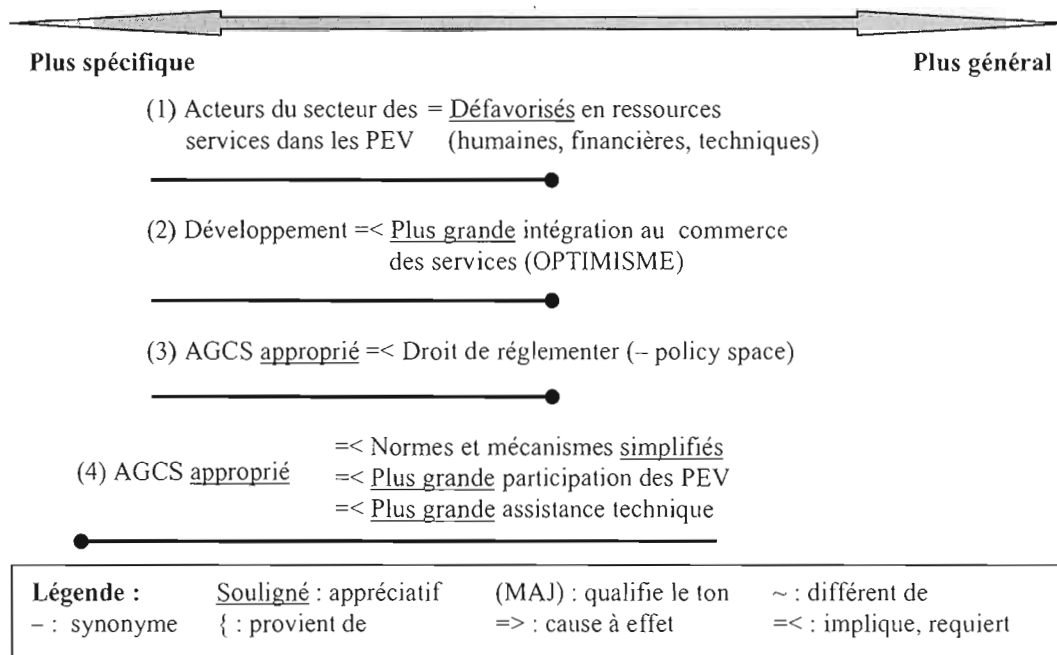 Plus spécifique Plus général
(1) Acteurs du secteur des = Défavorisés en ressources
services dans les PEV (humaines, financières, techniques)
(2) Développement =< Plus grande intégration au commerce
des services (OPTIMISME)
(3) AGCS approprié =< Droit de réglementer (– policy space)
=< Normes et mécanismes simplifiés
(4) AGCS approprié =< Plus grande participation des PEV
=< Plus grande assistance technique
Légende : Souligné : appréciatif (MAJ) : qualifie le ton ~ : différent de
– : synonyme { : provient de => : cause à effet =< : implique, requiert